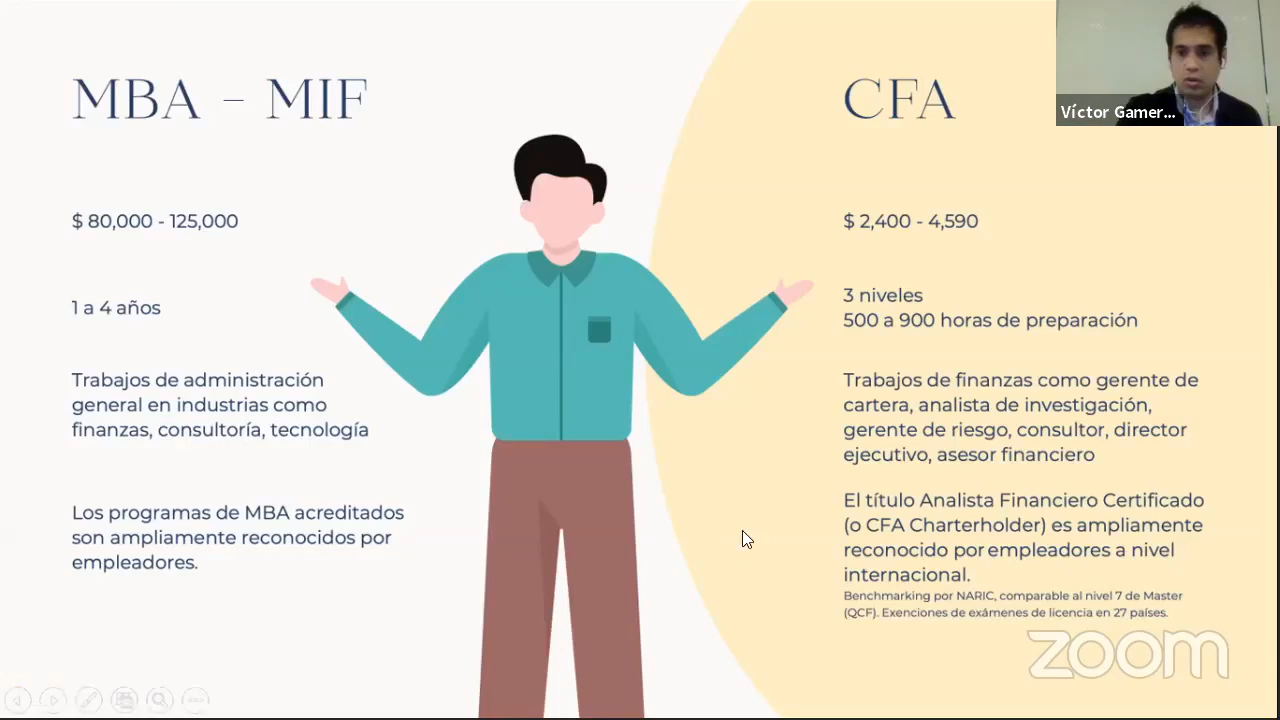 MBA - MIF
$ 80,000 - 125,000
1 a 4 años
Trabajos de administración
general en industrias como
finanzas, consultoría, tecnología
Los programas de MBA acreditados
son ampliamente reconocidos por
empleadores.
CFA
$ 2,400 - 4,590
3 niveles
500 a 900 horas de preparación
Trabajos de finanzas como gerente de
cartera, analista de investigación,
gerente de riesgo, consultor, director
ejecutivo, asesor financiero
El título Analista Financiero Certificado
(o CFA Charterholder) es ampliamente
reconocido por empleadores a nivel
internacional.
Benchmarking por NARIC, comparable al nivel 7 de Master
(QCF). Exenciones de exámenes de licencia en 27 países.
Víctor Gamer...
zoom